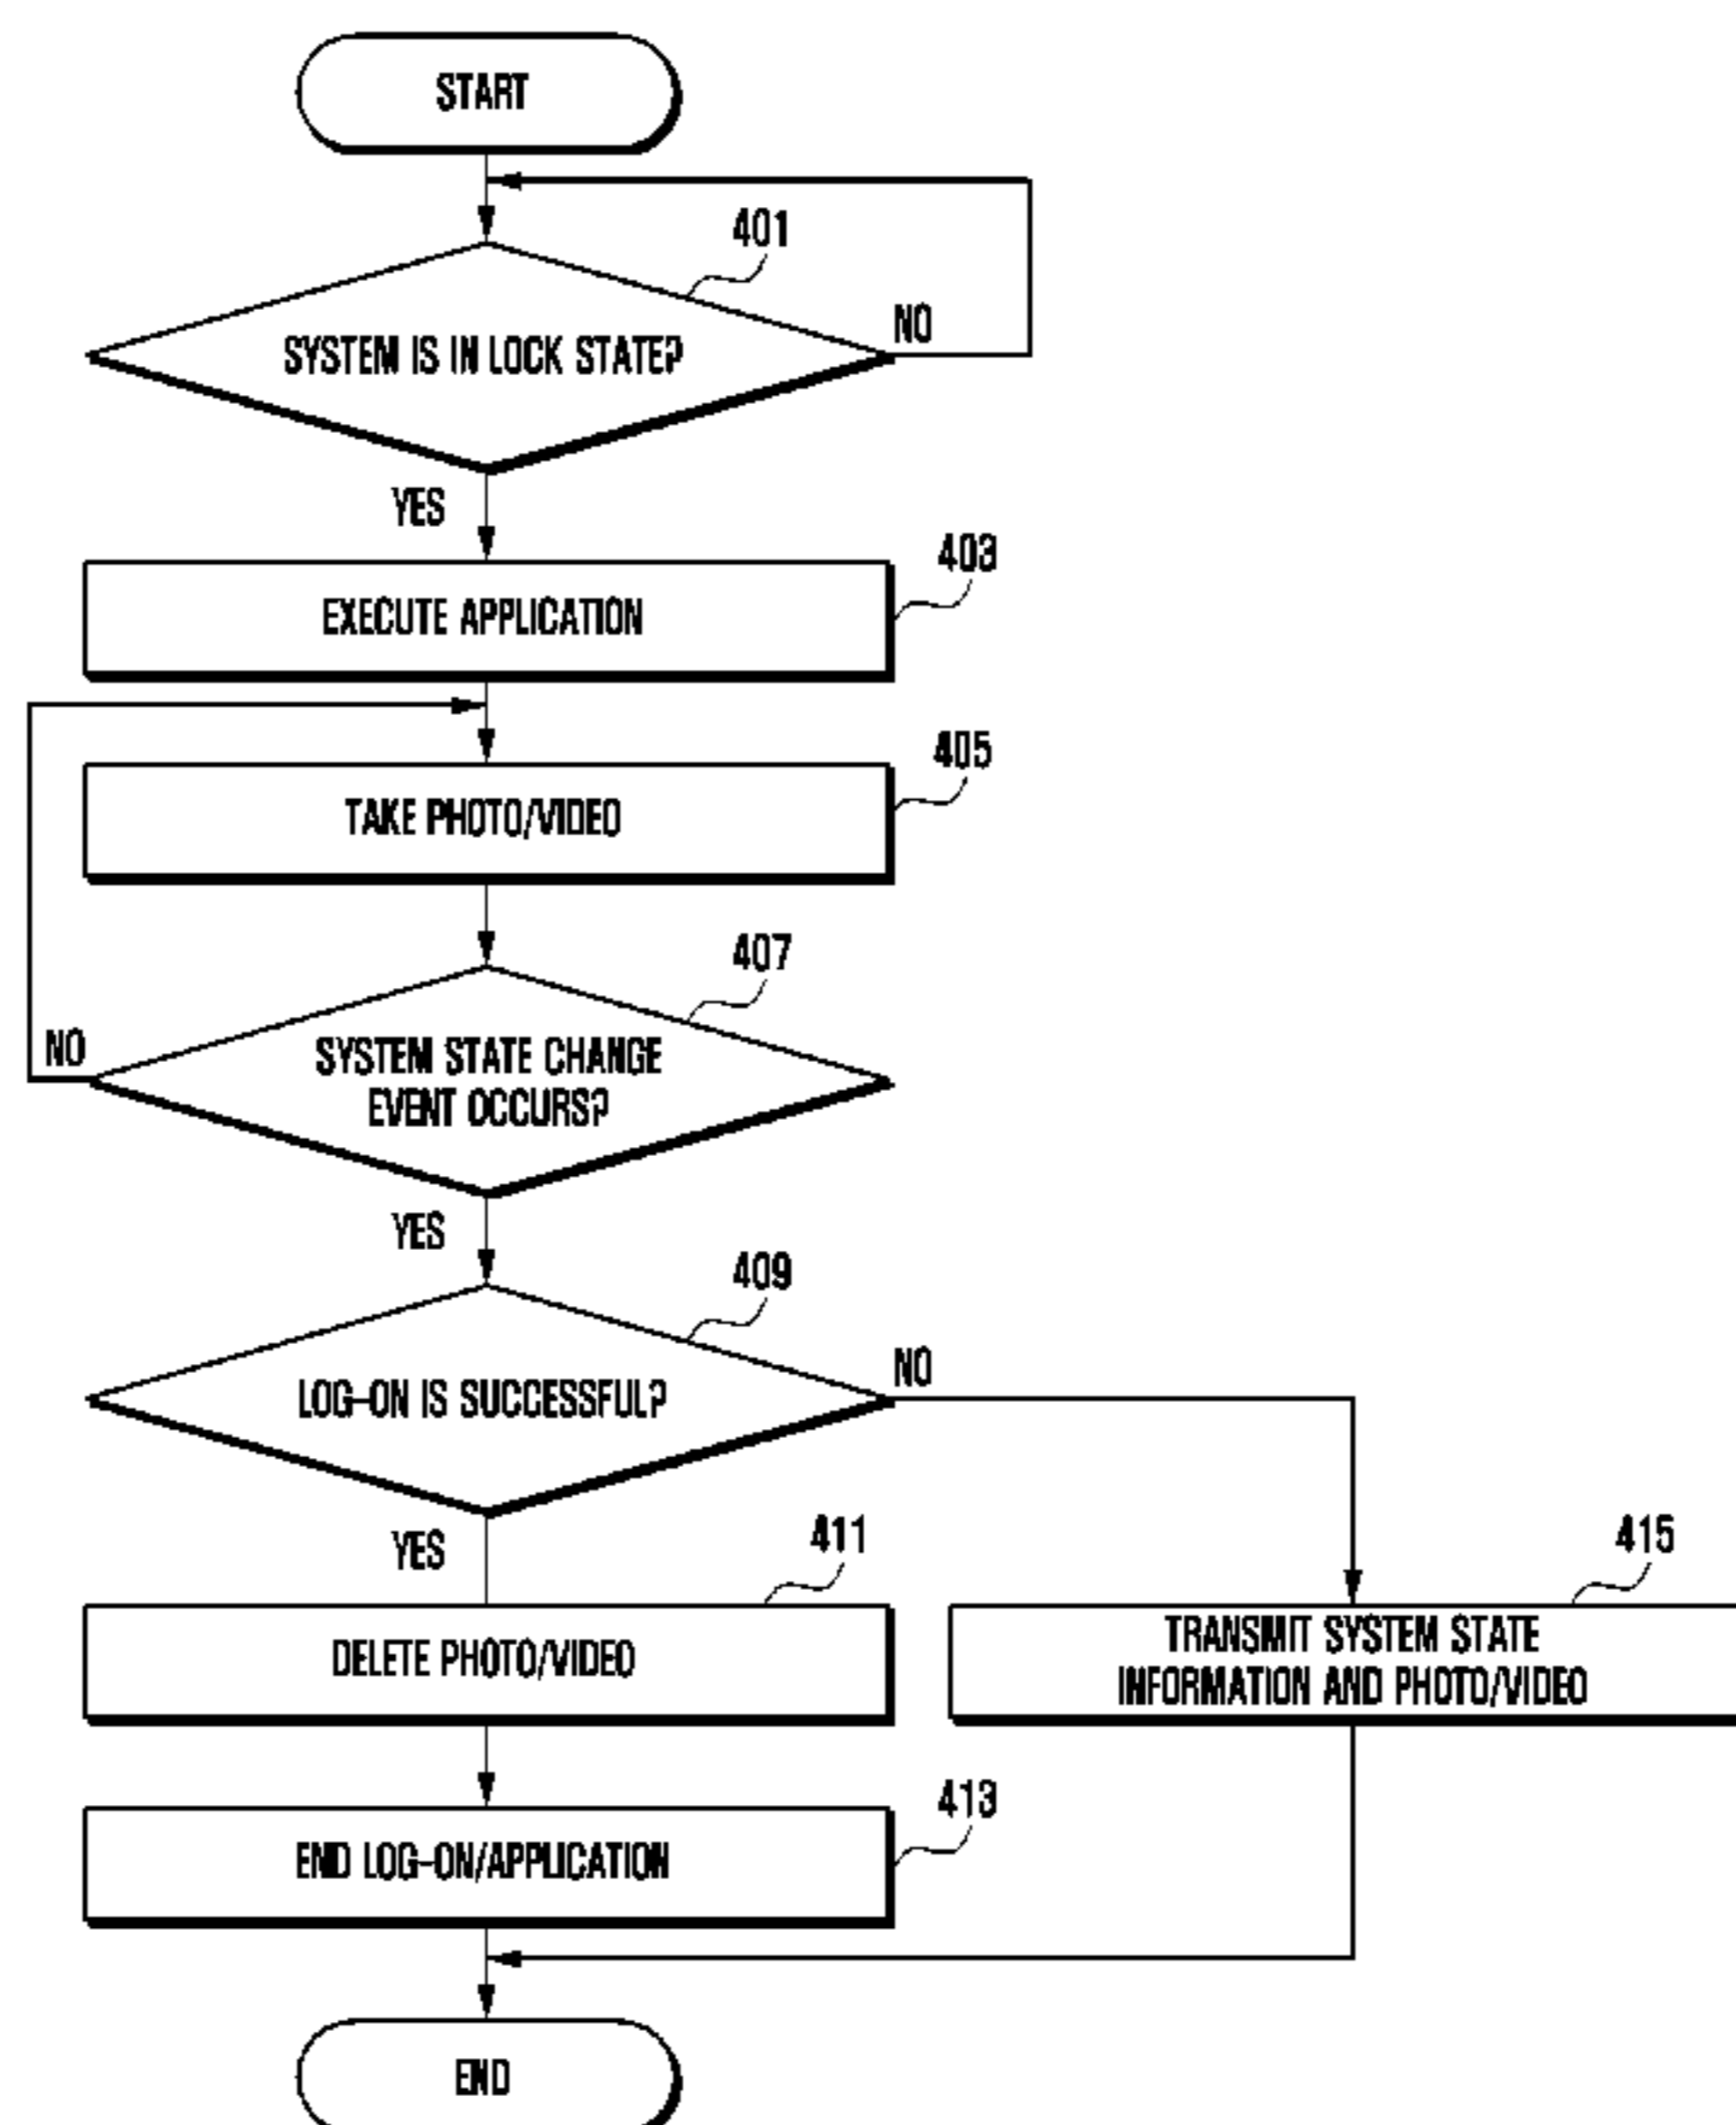 START
401
SYSTEM IS IN LOCK STATE?
NO
YES
403
EXECUTE APPLICATION
405
TAKE PHOTO/VIDEO
407
NO
SYSTEM STATE CHANGE
EVENT OCCURS?
YES
409
LOG-ON IS SUCCESSFUL?
NO
YES
411
DELETE PHOTO/VIDEO
415
TRANSMIT SYSTEM STATE
INFORMATION AND PHOTO/VIDEO
413
END LOG-ON/APPLICATION
END